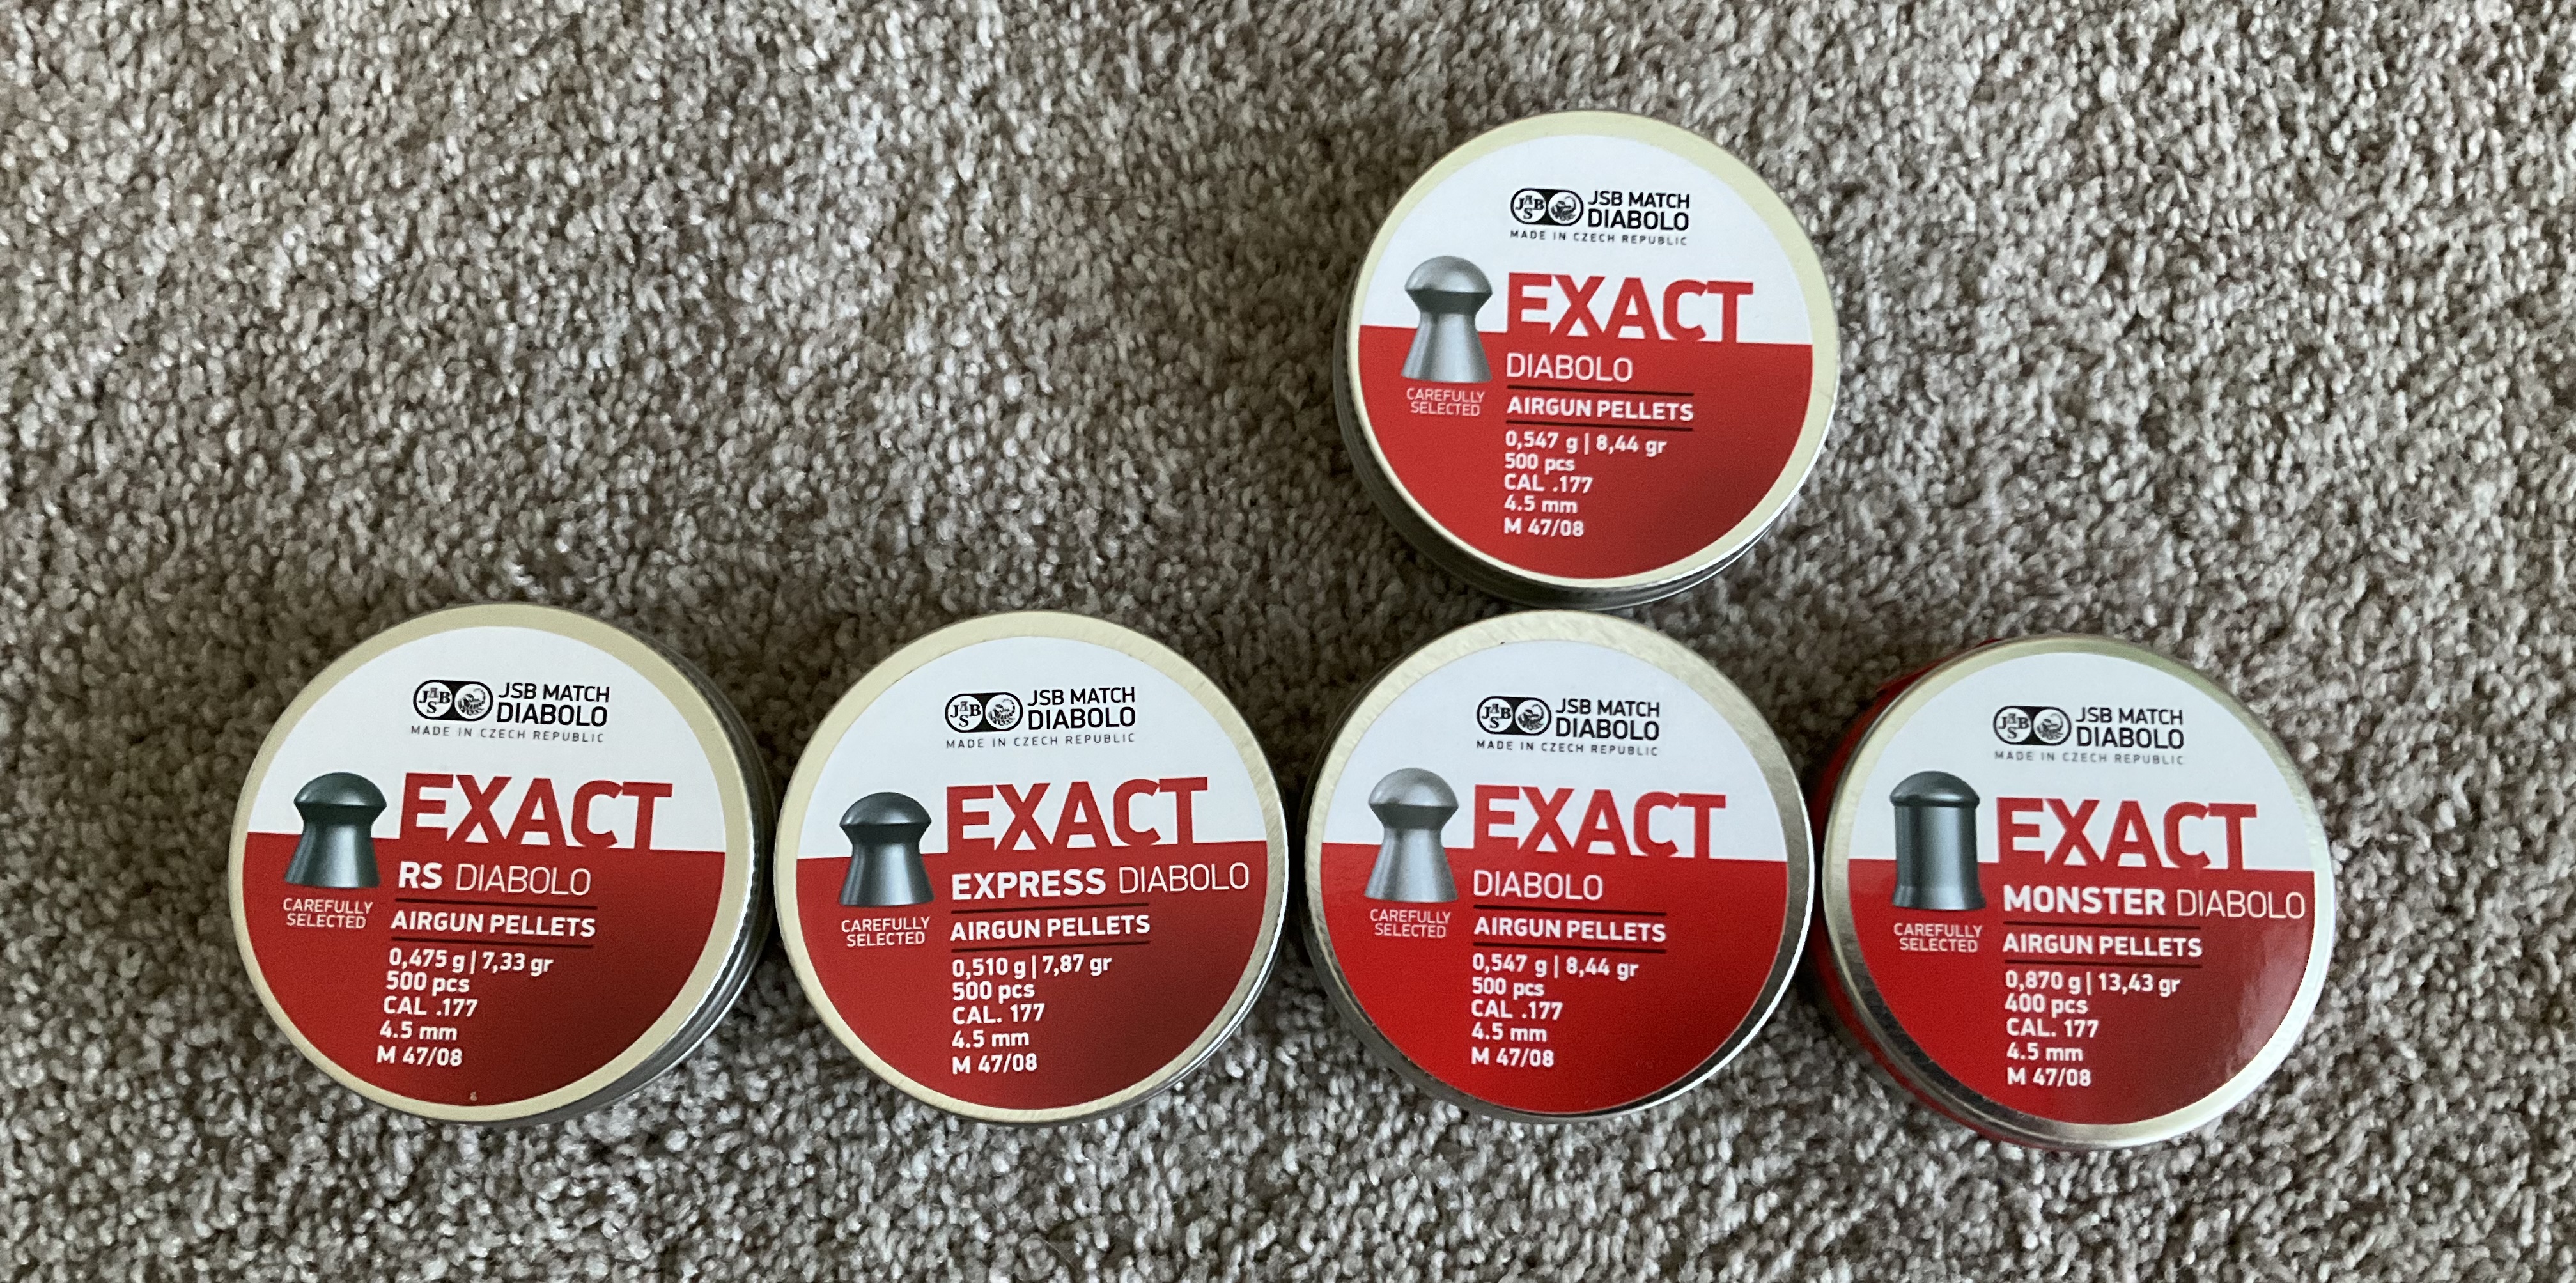 JSB MATCH
DIABOLO
MADE IN CZECH REPUBLIC
EXACT
DIABOLO
CAREFULLY
SELECTED
AIRGUN PELLETS
0,547 g | 8,44 gr
500 pcs
CAL .177
4.5 mm
M 47/08
JSB MATCH
DIABOLO
MADE IN CZECH REPUBLIC
EXACT
RS DIABOLO
CAREFULLY
SELECTED
AIRGUN PELLETS
0,475 g | 7,33 gr
500 pcs
CAL .177
4.5 mm
M 47/08
JSB MATCH
DIABOLO
MADE IN CZECH REPUBLIC
EXACT
EXPRESS DIABOLO
CAREFULLY
SELECTED
AIRGUN PELLETS
0,510 g | 7,87 gr
500 pcs
CAL. 177
4.5 mm
M 47/08
JSB MATCH
DIABOLO
MADE IN CZECH REPUBLIC
EXACT
DIABOLO
CAREFULLY
SELECTED
AIRGUN PELLETS
0,547 g | 8,44 gr
500 pcs
CAL .177
4.5 mm
M 47/08
JSB MATCH
DIABOLO
MADE IN CZECH REPUBLIC
EXACT
MONSTER DIABOLO
CAREFULLY
SELECTED
AIRGUN PELLETS
0,870 g | 13,43 gr
400 pcs
CAL. 177
4.5 mm
M 47/08